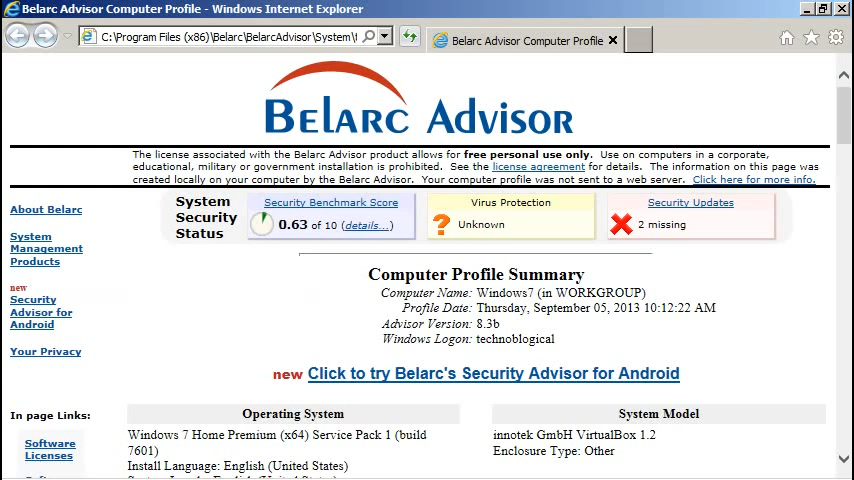 Belarc Advisor Computer Profile - Windows Internet Explorer
C:\Program Files (x86)\Belarc\BelarcAdvisor\System\t
Belarc Advisor Computer Profile
BELARC ADVISOR
The license associated with the Belarc Advisor product allows for free personal use only. Use on computers in a corporate,
educational, military or government installation is prohibited. See the license agreement for details. The information on this page was
created locally on your computer by the Belarc Advisor. Your computer profile was not sent to a web server. Click here for more info.
About Belarc
System
Management
Products
new
Security
Advisor for
Android
Your Privacy
In page Links:
Software
Licenses
System
Security
Status
Security Benchmark Score
0.63 of 10 (details...)
Virus Protection
Unknown
Security Updates
2 missing
Computer Profile Summary
Computer Name: Windows7 (in WORKGROUP)
Profile Date: Thursday, September 05, 2013 10:12:22 AM
Advisor Version: 8.3b
Windows Logon: technoblogical
new Click to try Belarc's Security Advisor for Android
Operating System
Windows 7 Home Premium (x64) Service Pack 1 (build
7601)
Install Language: English (United States)
System Model
innotek GmbH VirtualBox 1.2
Enclosure Type: Other